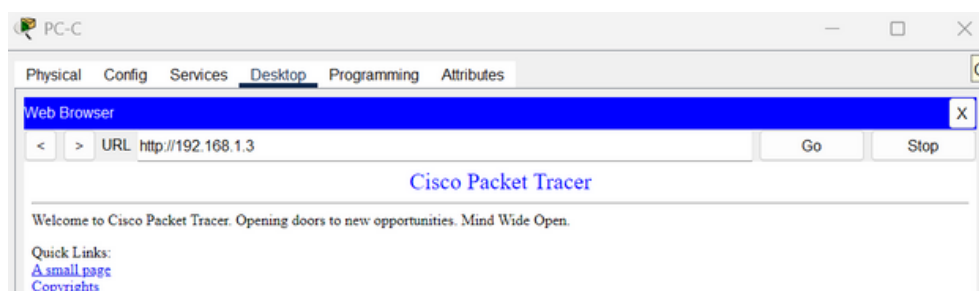 PC-C
Physical Config Services Desktop Programming Attributes
Web Browser X
< > URL http://192.168.1.3 Go Stop
Cisco Packet Tracer
Welcome to Cisco Packet Tracer. Opening doors to new opportunities. Mind Wide Open.
Quick Links:
A small page
Copyrights